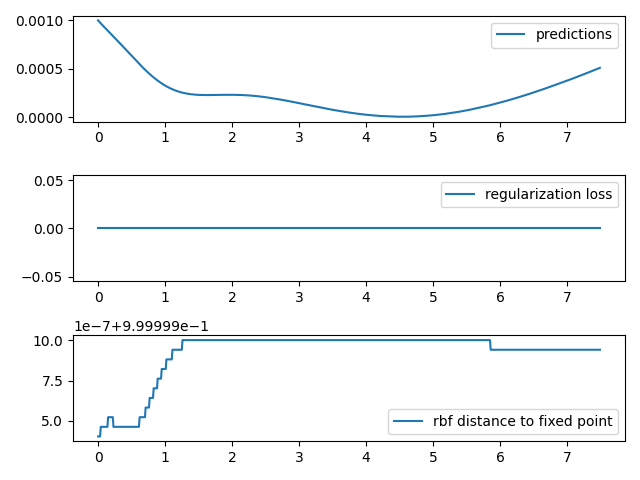 0.0010
0.0005
0.0000
predictions
0 1 2 3 4 5 6 7
0.05
0.00
−0.05
regularization loss
0 1 2 3 4 5 6 7
1e-7+9.99999e-1
10.0
7.5
5.0
rbf distance to fixed point
0 1 2 3 4 5 6 7